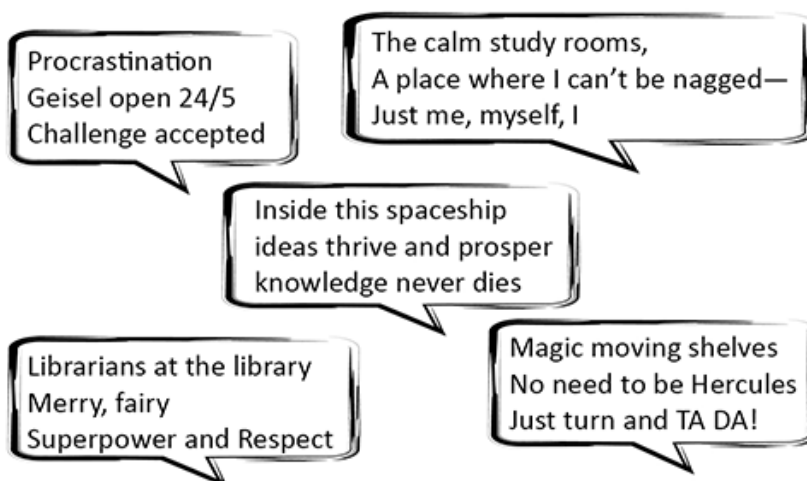 Procrastination
Geisel open 24/5
Challenge accepted
The calm study rooms,
A place where I can't be nagged—
Just me, myself, I
Inside this spaceship
ideas thrive and prosper
knowledge never dies
Librarians at the library
Merry, fairy
Superpower and Respect
Magic moving shelves
No need to be Hercules
Just turn and TA DA!